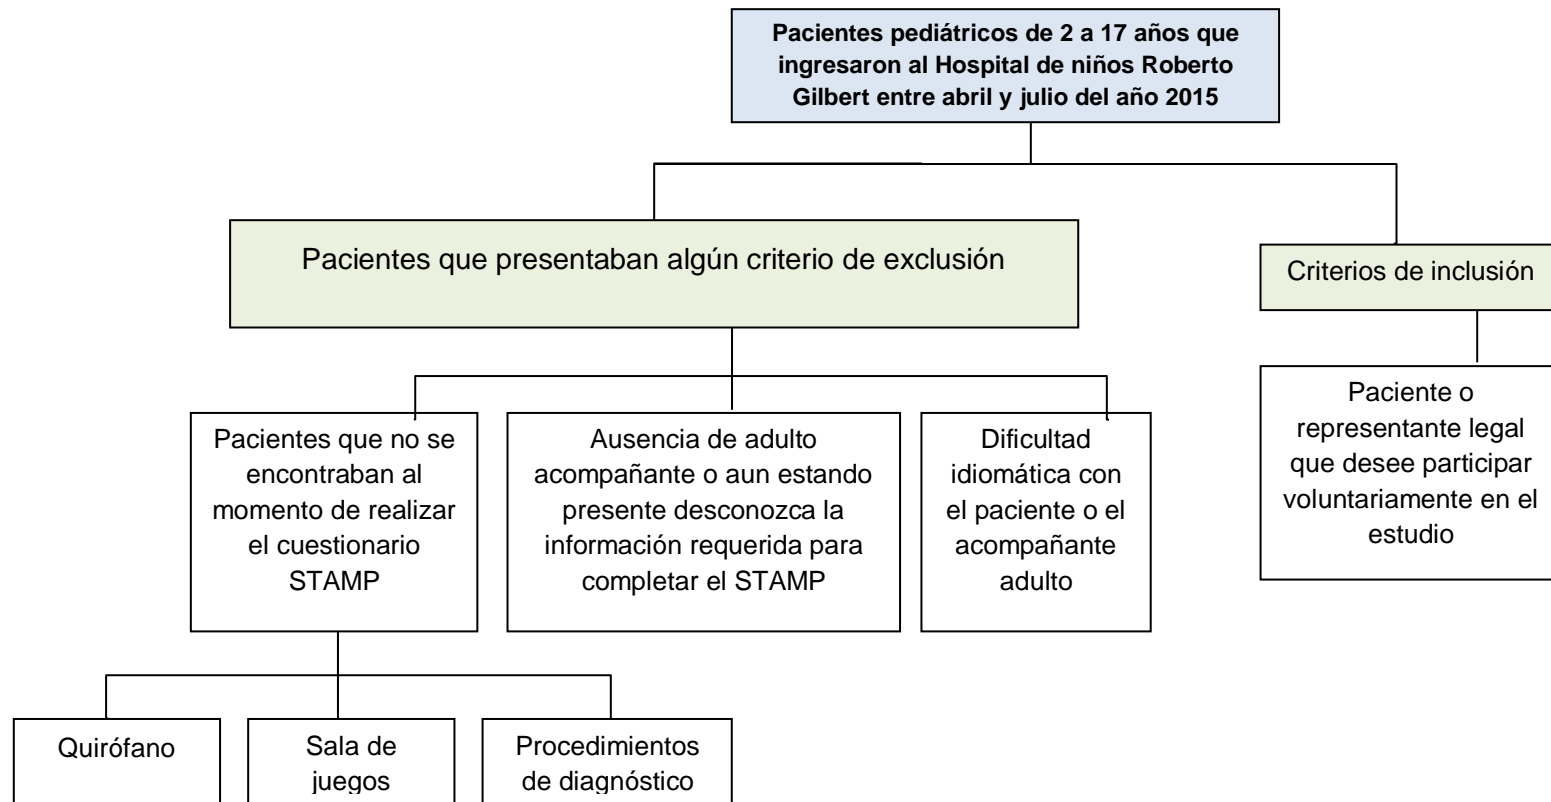 Pacientes pediátricos de 2 a 17 años que
ingresaron al Hospital de niños Roberto
Gilbert entre abril y julio del año 2015
Pacientes que presentaban algún criterio de exclusión
Criterios de inclusión
Pacientes que no se
encontraban al
momento de realizar
el cuestionario
STAMP
Ausencia de adulto
acompañante o aun estando
presente desconozca la
información requerida para
completar el STAMP
Dificultad
idiomática con
el paciente o el
acompañante
adulto
Paciente o
representante legal
que desee participar
voluntariamente en el
estudio
Quirófano
Sala de
juegos
Procedimientos
de diagnóstico